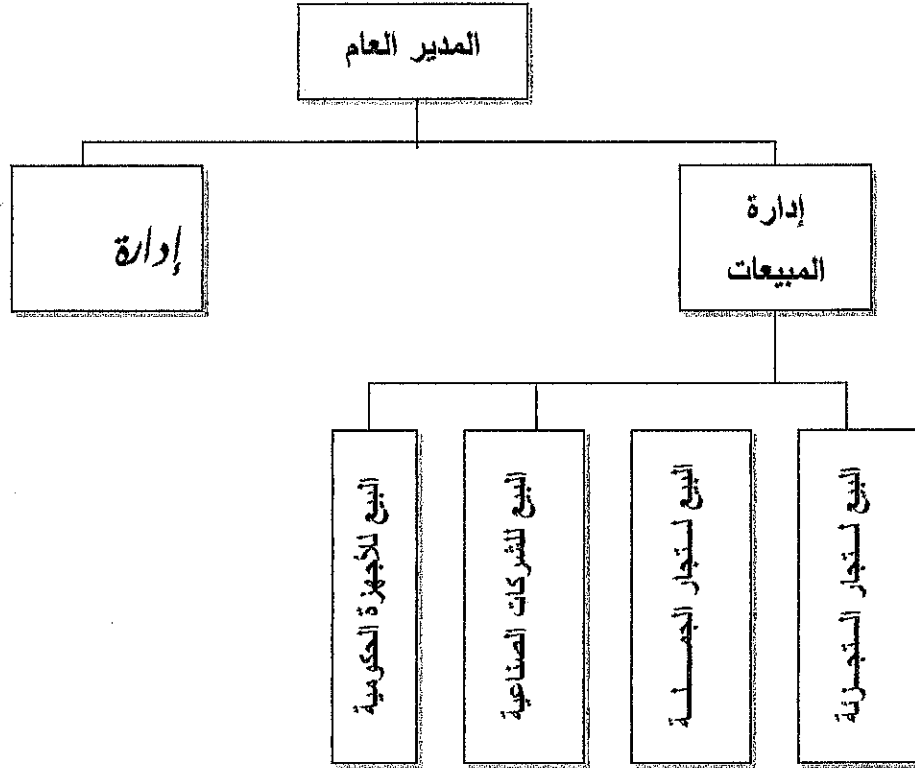 المدير العام
إدارة
المبيعات
إدارة
البيع لتجار التجزئة
البيع لتجار الجملة
البيع للشركات الصناعية
البيع للأجهزة الحكومية